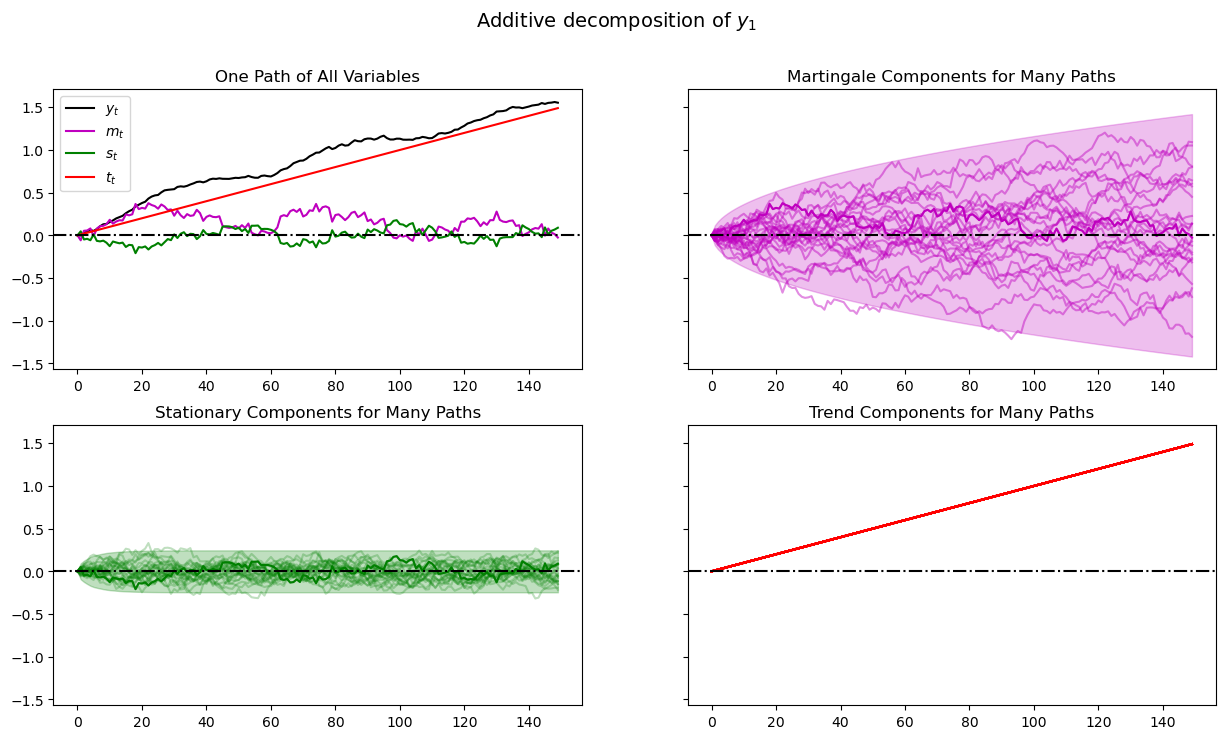 Additive decomposition of y₁
One Path of All Variables
1.5
1.0
0.5
0.0
−0.5
−1.0
−1.5
yₜ
mₜ
sₜ
tₜ
0 20 40 60 80 100 120 140
Martingale Components for Many Paths
0 20 40 60 80 100 120 140
Stationary Components for Many Paths
1.5
1.0
0.5
0.0
−0.5
−1.0
−1.5
0 20 40 60 80 100 120 140
Trend Components for Many Paths
0 20 40 60 80 100 120 140